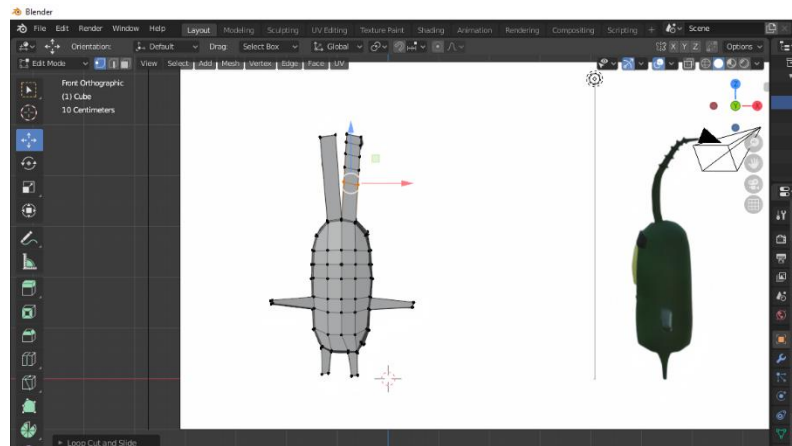 Blender
File Edit Render Window Help Layout Modeling Sculpting UV Editing Texture Paint Shading Animation Rendering Compositing Scripting + Scene
Orientation: Default Drag: Select Box Global X Y Z Options
Edit Mode View Select Add Mesh Vertex Edge Face UV
Front Orthographic
(1) Cube
10 Centimeters
Z
Y
X
Loop Cut and Slide